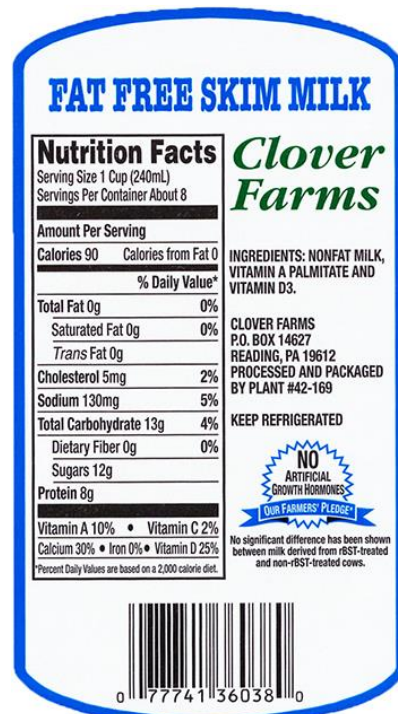 FAT FREE SKIM MILK
Nutrition Facts
Serving Size 1 Cup (240mL)
Servings Per Container About 8
Amount Per Serving
Calories 90 Calories from Fat 0
% Daily Value*
Total Fat 0g 0%
Saturated Fat 0g 0%
Trans Fat 0g
Cholesterol 5mg 2%
Sodium 130mg 5%
Total Carbohydrate 13g 4%
Dietary Fiber 0g 0%
Sugars 12g
Protein 8g
Vitamin A 10% • Vitamin C 2%
Calcium 30% • Iron 0% • Vitamin D 25%
*Percent Daily Values are based on a 2,000 calorie diet.
Clover
Farms
INGREDIENTS: NONFAT MILK,
VITAMIN A PALMITATE AND
VITAMIN D3.
CLOVER FARMS
P.O. BOX 14627
READING, PA 19612
PROCESSED AND PACKAGED
BY PLANT #42-169
KEEP REFRIGERATED
NO
ARTIFICIAL
GROWTH HORMONES
OUR FARMERS' PLEDGE*
No significant difference has been shown
between milk derived from rBST-treated
and non-rBST-treated cows.
0 77741 36038 0